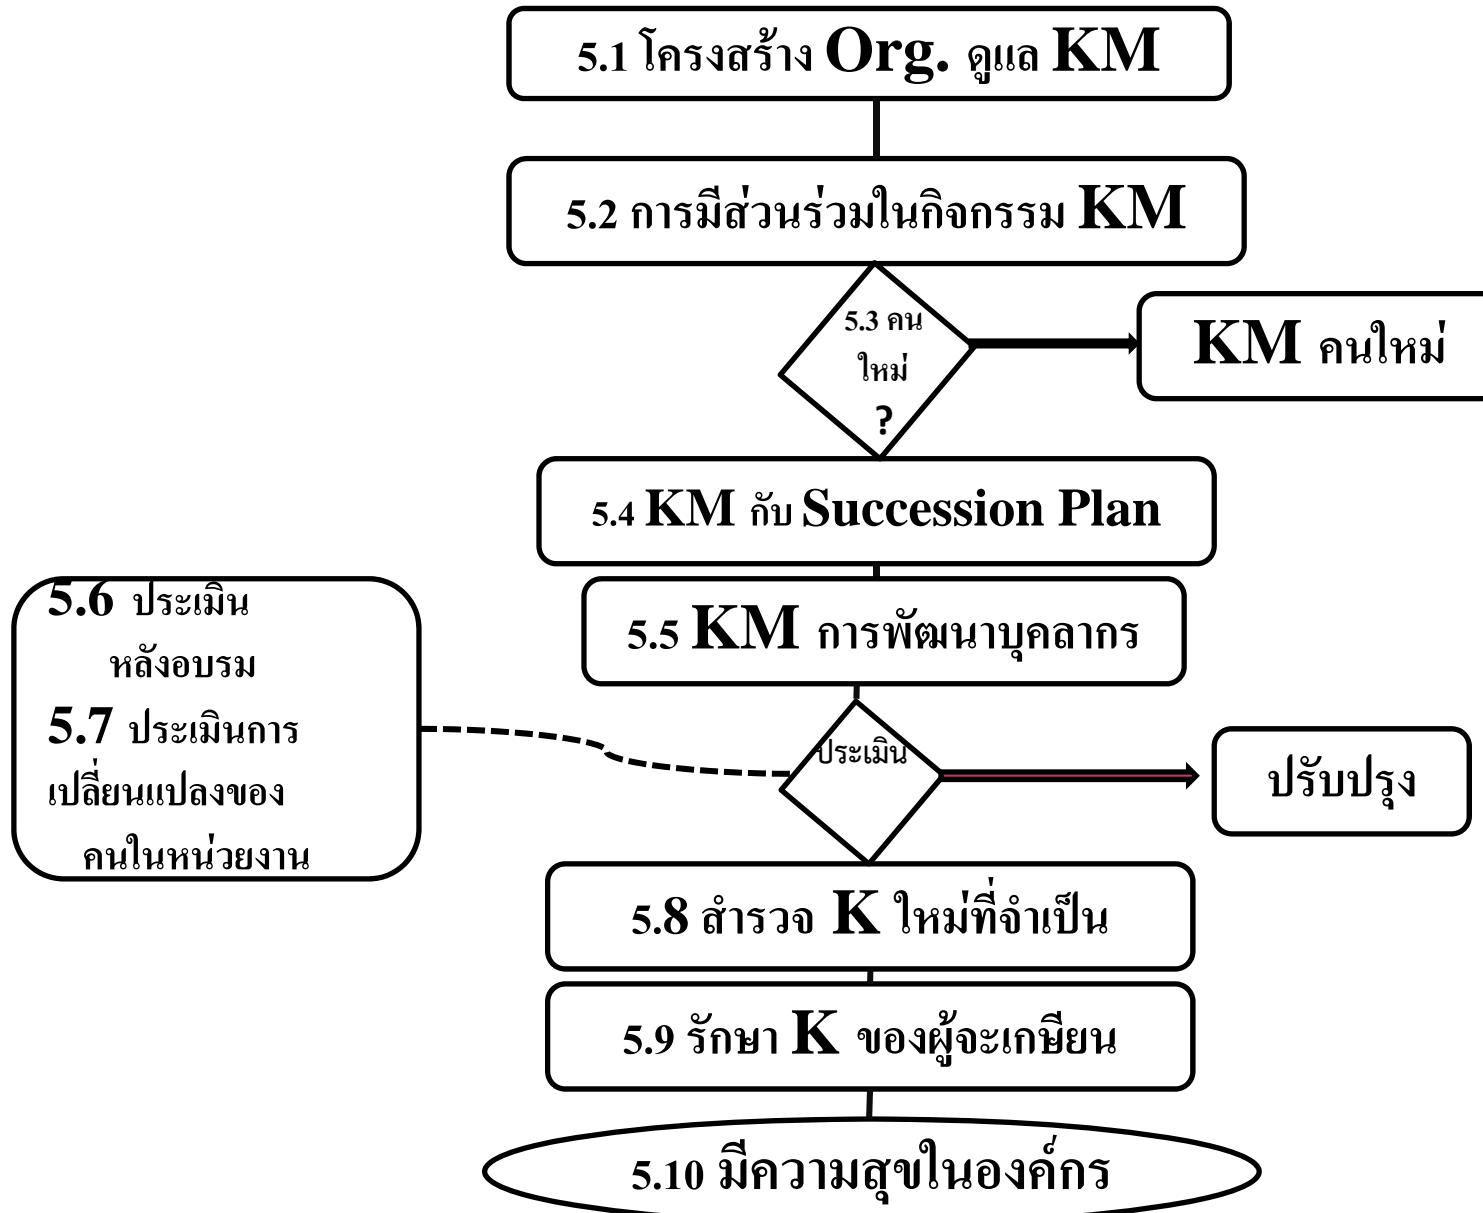 5.1 โครงสร้าง Org. ดูแล KM
5.2 การมีส่วนร่วมในกิจกรรม KM
5.3 คน
ใหม่
?
KM คนใหม่
5.4 KM กับ Succession Plan
5.5 KM การพัฒนาบุคลากร
5.6 ประเมิน
หลังอบรม
5.7 ประเมินการ
เปลี่ยนแปลงของ
คนในหน่วยงาน
ประเมิน
ปรับปรุง
5.8 สำรวจ K ใหม่ที่จำเป็น
5.9 รักษา K ของผู้จะเกษียน
5.10 มีความสุขในองค์กร